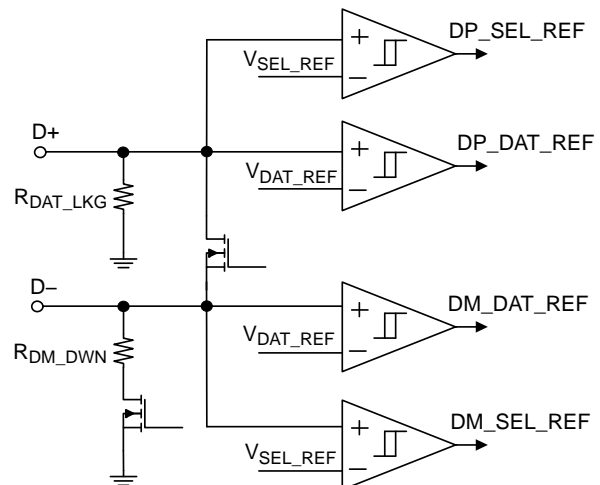 DP_SEL_REF
+
V_SEL_REF
−
D+
+
DP_DAT_REF
V_DAT_REF
−
R_DAT_LKG
D−
+
DM_DAT_REF
V_DAT_REF
−
R_DM_DWN
+
DM_SEL_REF
V_SEL_REF
−